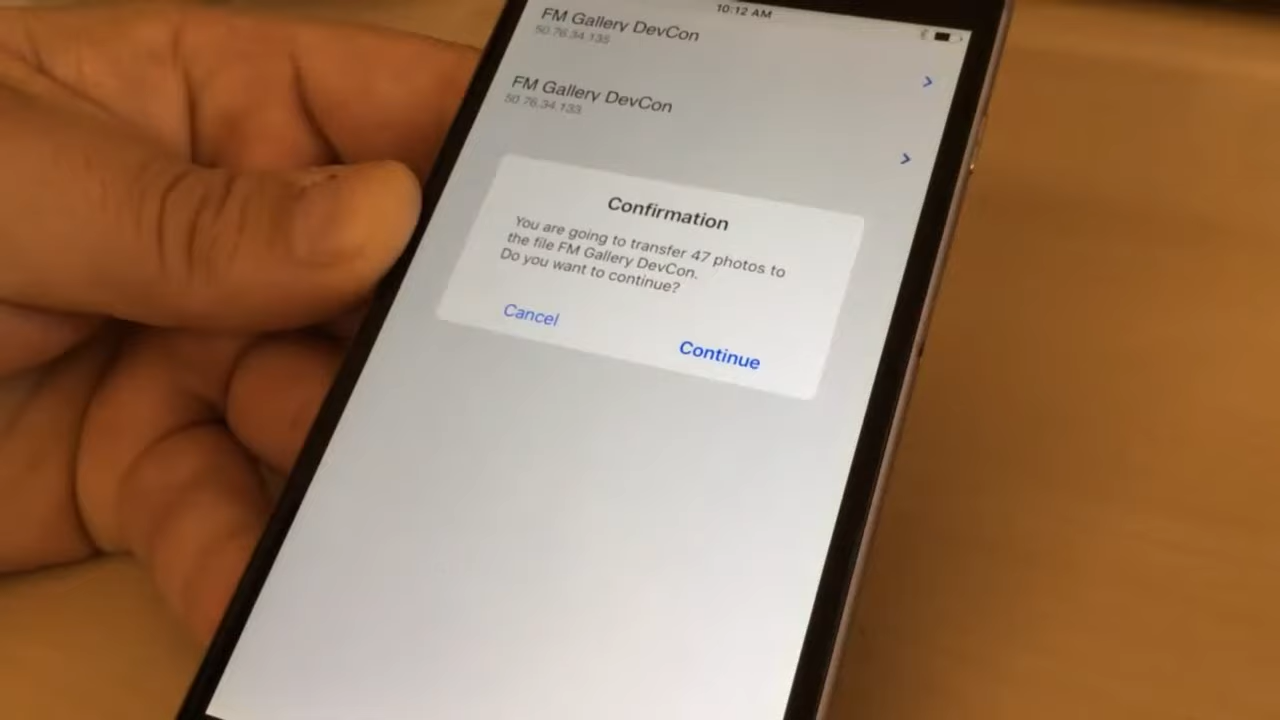 10:12 AM
FM Gallery DevCon
50.76.34.135
FM Gallery DevCon
50.76.34.133
Confirmation
You are going to transfer 47 photos to
the file FM Gallery DevCon.
Do you want to continue?
Cancel
Continue